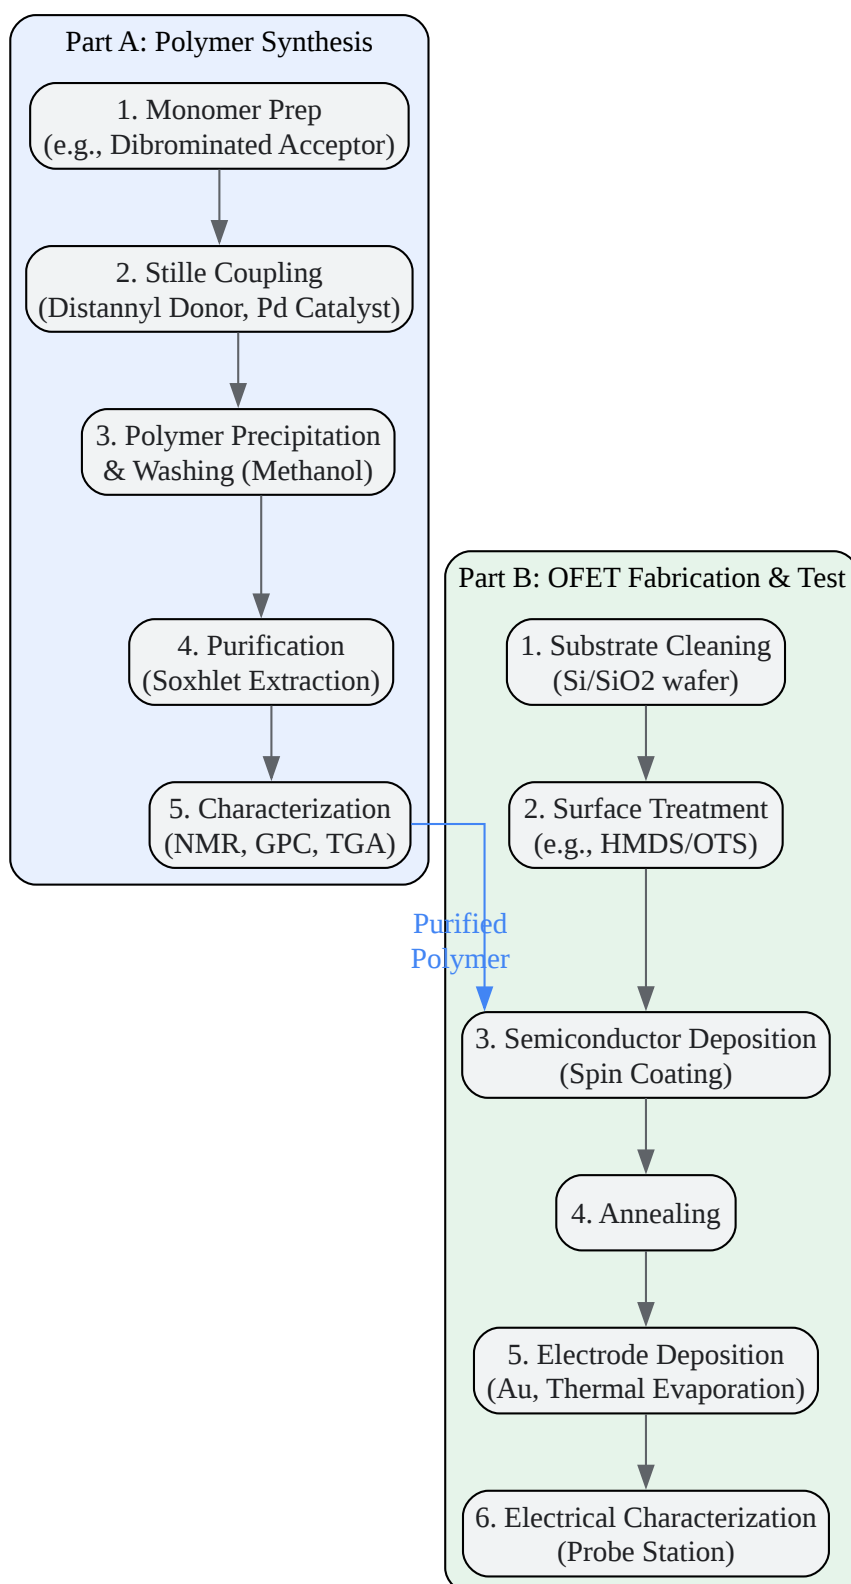 Part A: Polymer Synthesis
1. Monomer Prep
(e.g., Dibrominated Acceptor)
2. Stille Coupling
(Distannyl Donor, Pd Catalyst)
3. Polymer Precipitation
& Washing (Methanol)
4. Purification
(Soxhlet Extraction)
5. Characterization
(NMR, GPC, TGA)
Purified
Polymer
Part B: OFET Fabrication & Test
1. Substrate Cleaning
(Si/SiO2 wafer)
2. Surface Treatment
(e.g., HMDS/OTS)
3. Semiconductor Deposition
(Spin Coating)
4. Annealing
5. Electrode Deposition
(Au, Thermal Evaporation)
6. Electrical Characterization
(Probe Station)